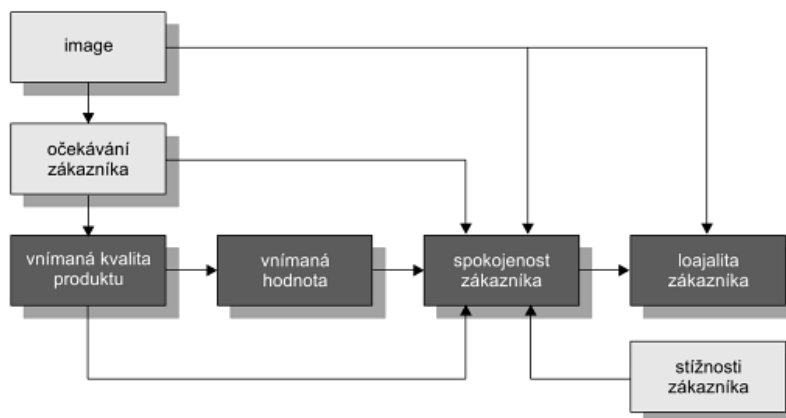 image
očekávání
zákazníka
vnímaná kvalita
produktu
vnímaná
hodnota
spokojenost
zákazníka
loajalita
zákazníka
stížnosti
zákazníka